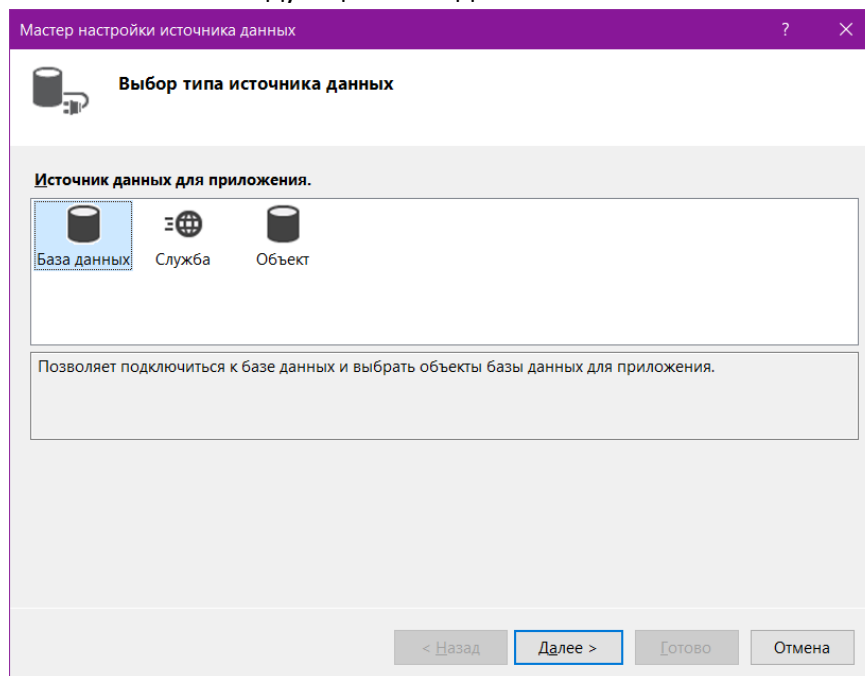 Мастер настройки источника данных ?
Выбор типа источника данных
Источник данных для приложения.
База данных Служба Объект
Позволяет подключиться к базе данных и выбрать объекты базы данных для приложения.
< Назад Далее > Готово Отмена